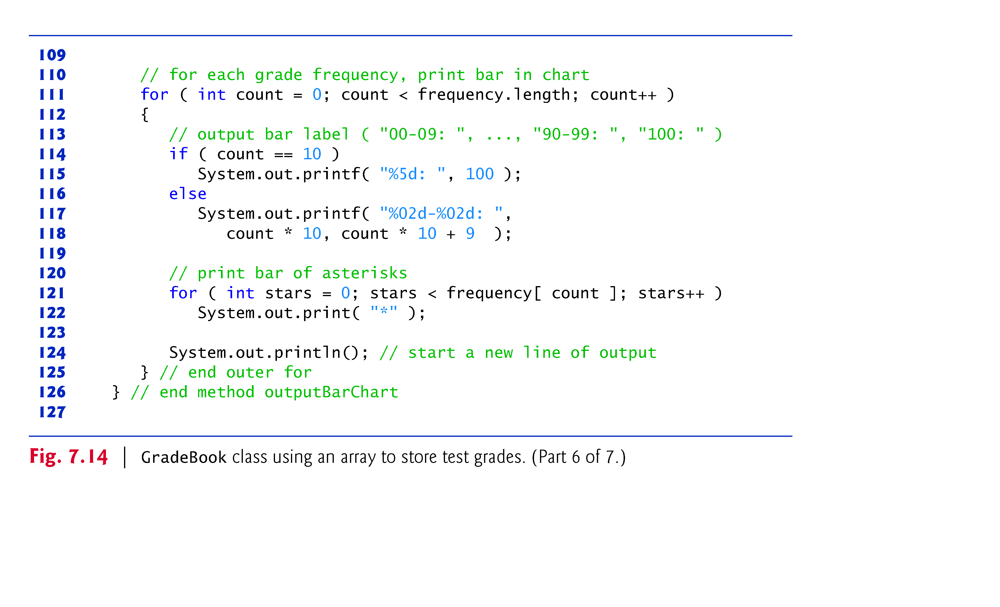 109
110 // for each grade frequency, print bar in chart
111 for ( int count = 0; count < frequency.length; count++ )
112 {
113 // output bar label ( "00-09: ", ..., "90-99: ", "100: " )
114 if ( count == 10 )
115 System.out.printf( "%5d: ", 100 );
116 else
117 System.out.printf( "%02d-%02d: ",
118 count * 10, count * 10 + 9  );
119
120 // print bar of asterisks
121 for ( int stars = 0; stars < frequency[ count ]; stars++ )
122 System.out.print( "*" );
123
124 System.out.println(); // start a new line of output
125 } // end outer for
126 } // end method outputBarChart
127
Fig. 7.14 | GradeBook class using an array to store test grades. (Part 6 of 7.)